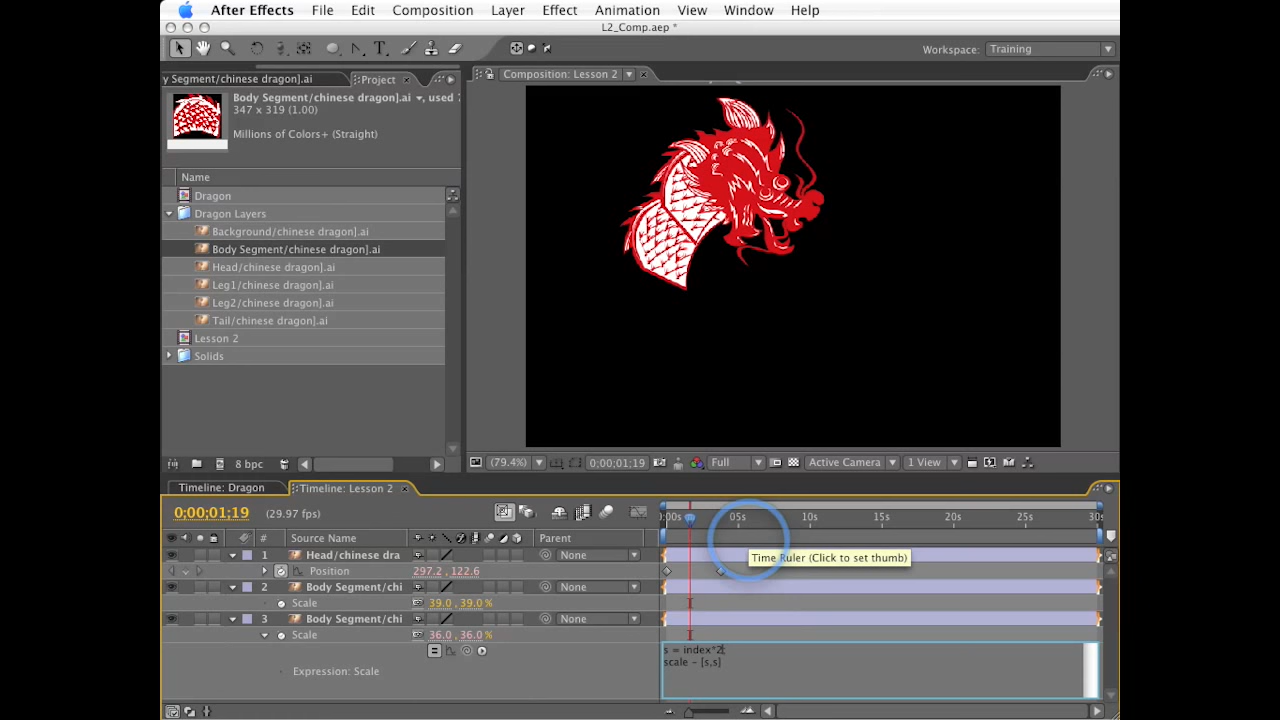 After Effects File Edit Composition Layer Effect Animation View Window Help
L2_Comp.aep *
Workspace: Training
y Segment/chinese dragon].ai Project
Composition: Lesson 2
Body Segment/chinese dragon].ai , used 7
347 x 319 (1.00)
Millions of Colors+ (Straight)
Name
Dragon
Dragon Layers
Background/chinese dragon].ai
Body Segment/chinese dragon].ai
Head/chinese dragon].ai
Leg1/chinese dragon].ai
Leg2/chinese dragon].ai
Tail/chinese dragon].ai
Lesson 2
Solids
8 bpc
(79.4%) 0;00;01;19 Full Active Camera 1 View
Timeline: Dragon Timeline: Lesson 2
0;00;01;19 (29.97 fps)
:00s 05s 10s 15s 20s 25s 30s
# Source Name Parent
1 Head/chinese dra None
Time Ruler (Click to set thumb)
Position 297.2 , 122.6
2 Body Segment/chi None
Scale 39.0 , 39.0 %
3 Body Segment/chi None
Scale 36.0 , 36.0 %
s = index*2;
scale - [s,s]
Expression: Scale